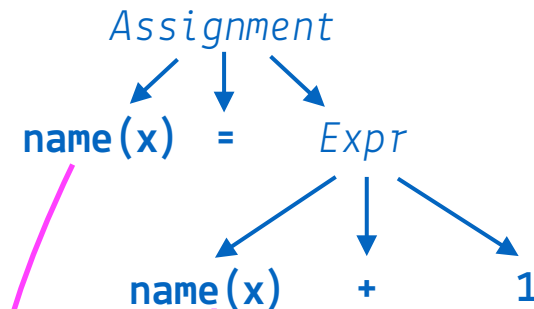 Assignment
name(x) = Expr
name(x) + 1